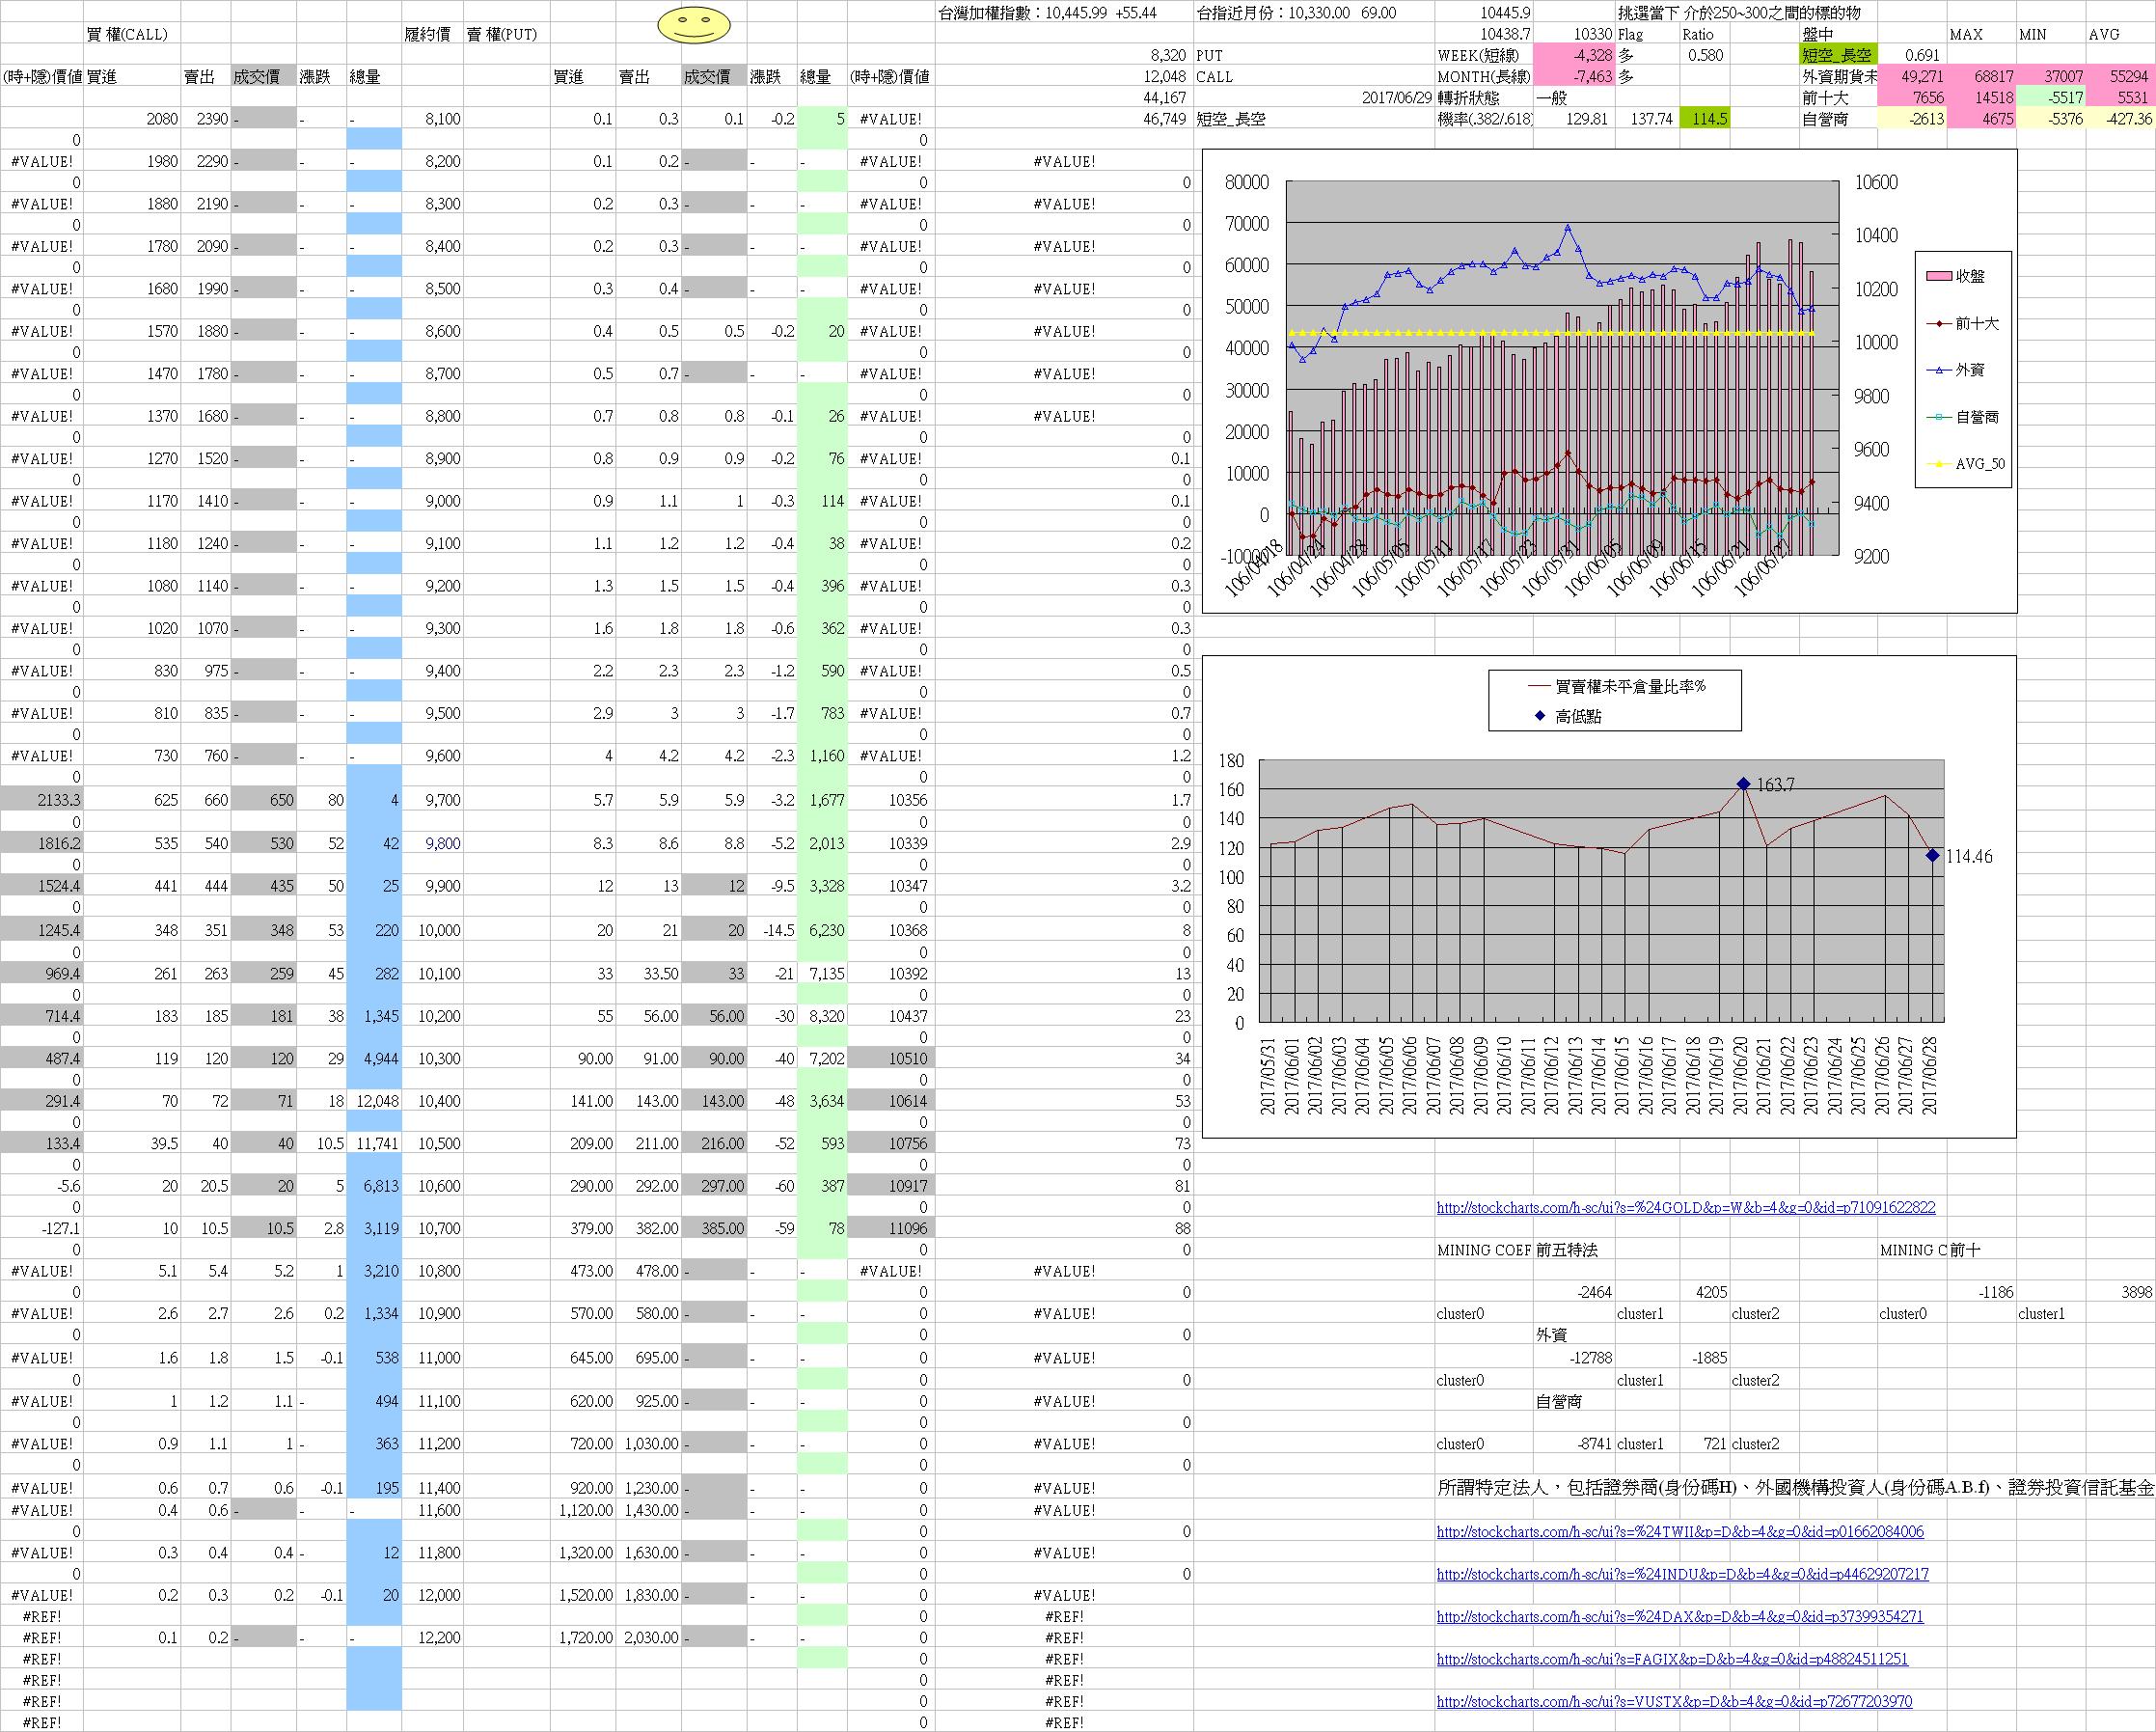 台灣加權指數：10,445.99 +55.44 台指近月份：10,330.00 69.00 10445.9 挑選當下 介於250~300之間的標的物
買 權(CALL) 履約價 賣 權(PUT) 10438.7 10330 Flag Ratio 盤中 MAX MIN AVG
8,320 PUT WEEK(短線) -4,328 多 0.580 短空_長空 0.691
(時+隱)價值 買進 賣出 成交價 漲跌 總量 買進 賣出 成交價 漲跌 總量 (時+隱)價值 12,048 CALL MONTH(長線) -7,463 多 外資期貨未 49,271 68817 37007 55294
44,167 2017/06/29 轉折狀態 一般 前十大 7656 14518 -5517 5531
2080 2390 - - - 8,100 0.1 0.3 0.1 -0.2 5 #VALUE! 46,749 短空_長空 機率(.382/.618) 129.81 137.74 114.5 自營商 -2613 4675 -5376 -427.36
0 0
#VALUE! 1980 2290 - - - 8,200 0.1 0.2 - - - #VALUE! #VALUE!
0 0 0
#VALUE! 1880 2190 - - - 8,300 0.2 0.3 - - - #VALUE! #VALUE!
0 0 0
#VALUE! 1780 2090 - - - 8,400 0.2 0.3 - - - #VALUE! #VALUE!
0 0 0
#VALUE! 1680 1990 - - - 8,500 0.3 0.4 - - - #VALUE! #VALUE!
0 0 0
#VALUE! 1570 1880 - - - 8,600 0.4 0.5 0.5 -0.2 20 #VALUE! #VALUE!
0 0 0
#VALUE! 1470 1780 - - - 8,700 0.5 0.7 - - - #VALUE! #VALUE!
0 0 0
#VALUE! 1370 1680 - - - 8,800 0.7 0.8 0.8 -0.1 26 #VALUE! #VALUE!
0 0 0
#VALUE! 1270 1520 - - - 8,900 0.8 0.9 0.9 -0.2 76 #VALUE! 0.1
0 0 0
#VALUE! 1170 1410 - - - 9,000 0.9 1.1 1 -0.3 114 #VALUE! 0.1
0 0 0
#VALUE! 1180 1240 - - - 9,100 1.1 1.2 1.2 -0.4 38 #VALUE! 0.2
0 0 0
#VALUE! 1080 1140 - - - 9,200 1.3 1.5 1.5 -0.4 396 #VALUE! 0.3
0 0 0
#VALUE! 1020 1070 - - - 9,300 1.6 1.8 1.8 -0.6 362 #VALUE! 0.3
0 0 0
#VALUE! 830 975 - - - 9,400 2.2 2.3 2.3 -1.2 590 #VALUE! 0.5
0 0 0
#VALUE! 810 835 - - - 9,500 2.9 3 3 -1.7 783 #VALUE! 0.7
0 0 0
#VALUE! 730 760 - - - 9,600 4 4.2 4.2 -2.3 1,160 #VALUE! 1.2
0 0 0
2133.3 625 660 650 80 4 9,700 5.7 5.9 5.9 -3.2 1,677 10356 1.7
0 0 0
1816.2 535 540 530 52 42 9,800 8.3 8.6 8.8 -5.2 2,013 10339 2.9
0 0 0
1524.4 441 444 435 50 25 9,900 12 13 12 -9.5 3,328 10347 3.2
0 0 0
1245.4 348 351 348 53 220 10,000 20 21 20 -14.5 6,230 10368 8
0 0 0
969.4 261 263 259 45 282 10,100 33 33.50 33 -21 7,135 10392 13
0 0 0
714.4 183 185 181 38 1,345 10,200 55 56.00 56.00 -30 8,320 10437 23
0 0 0
487.4 119 120 120 29 4,944 10,300 90.00 91.00 90.00 -40 7,202 10510 34
0 0 0
291.4 70 72 71 18 12,048 10,400 141.00 143.00 143.00 -48 3,634 10614 53
0 0 0
133.4 39.5 40 40 10.5 11,741 10,500 209.00 211.00 216.00 -52 593 10756 73
0 0 0
-5.6 20 20.5 20 5 6,813 10,600 290.00 292.00 297.00 -60 387 10917 81
0 0 0 http://stockcharts.com/h-sc/ui?s=%24GOLD&p=W&b=4&g=0&id=p71091622822
-127.1 10 10.5 10.5 2.8 3,119 10,700 379.00 382.00 385.00 -59 78 11096 88
0 0 0 MINING COEF 前五特法 MINING C 前十
#VALUE! 5.1 5.4 5.2 1 3,210 10,800 473.00 478.00 - - - #VALUE! #VALUE!
0 0 0 -2464 4205 -1186 3898
#VALUE! 2.6 2.7 2.6 0.2 1,334 10,900 570.00 580.00 - - - 0 #VALUE! cluster0 cluster1 cluster2 cluster0 cluster1
0 0 0 外資
#VALUE! 1.6 1.8 1.5 -0.1 538 11,000 645.00 695.00 - - - 0 #VALUE! -12788 -1885
0 0 0 cluster0 cluster1 cluster2
#VALUE! 1 1.2 1.1 - 494 11,100 620.00 925.00 - - - 0 #VALUE! 自營商
0 0 0
#VALUE! 0.9 1.1 1 - 363 11,200 720.00 1,030.00 - - - 0 #VALUE! cluster0 -8741 cluster1 721 cluster2
0 0 0
#VALUE! 0.6 0.7 0.6 -0.1 195 11,400 920.00 1,230.00 - - - 0 #VALUE! 所謂特定法人，包括證券商(身份碼H)、外國機構投資人(身份碼A.B.f)、證券投資信託基金
#VALUE! 0.4 0.6 - - - 11,600 1,120.00 1,430.00 - - - 0 #VALUE!
0 0 0 http://stockcharts.com/h-sc/ui?s=%24TWII&p=D&b=4&g=0&id=p01662084006
#VALUE! 0.3 0.4 0.4 - 12 11,800 1,320.00 1,630.00 - - - 0 #VALUE!
0 0 0 http://stockcharts.com/h-sc/ui?s=%24INDU&p=D&b=4&g=0&id=p44629207217
#VALUE! 0.2 0.3 0.2 -0.1 20 12,000 1,520.00 1,830.00 - - - 0 #VALUE!
#REF! 0 #REF! http://stockcharts.com/h-sc/ui?s=%24DAX&p=D&b=4&g=0&id=p37399354271
#REF! 0.1 0.2 - - - 12,200 1,720.00 2,030.00 - - - 0 #REF!
#REF! 0 #REF! http://stockcharts.com/h-sc/ui?s=FAGIX&p=D&b=4&g=0&id=p48824511251
#REF! 0 #REF!
#REF! 0 #REF! http://stockcharts.com/h-sc/ui?s=VUSTX&p=D&b=4&g=0&id=p72677203970
#REF! 0 #REF!
80000 10600
70000 10400
60000
50000 10200
40000 10000
30000 9800
20000 9600
10000
0 9400
-10000 9200
106/04/18 106/04/24 106/04/28 106/05/05 106/05/11 106/05/17 106/05/23 106/05/31 106/06/05 106/06/09 106/06/15 106/06/21 106/06/27
收盤
前十大
外資
自營商
AVG_50
買賣權未平倉量比率%
高低點
180
160
140
120
100
80
60
40
20
0
163.7
114.46
2017/05/31 2017/06/01 2017/06/02 2017/06/03 2017/06/04 2017/06/05 2017/06/06 2017/06/07 2017/06/08 2017/06/09 2017/06/10 2017/06/11 2017/06/12 2017/06/13 2017/06/14 2017/06/15 2017/06/16 2017/06/17 2017/06/18 2017/06/19 2017/06/20 2017/06/21 2017/06/22 2017/06/23 2017/06/24 2017/06/25 2017/06/26 2017/06/27 2017/06/28